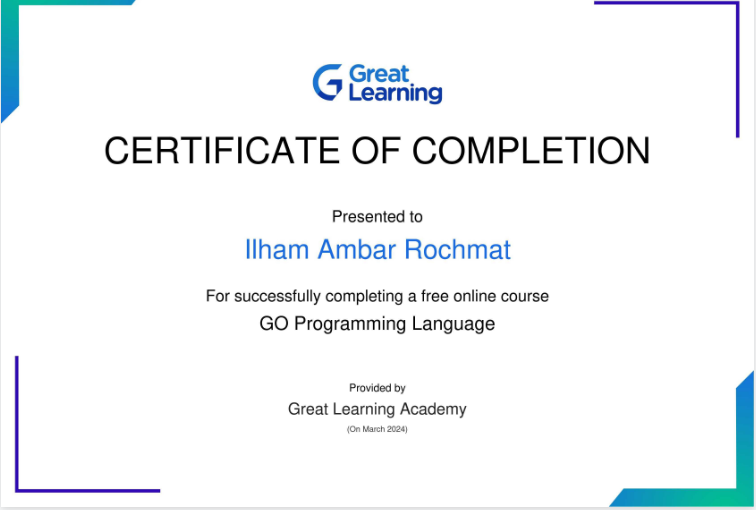 Great
Learning
CERTIFICATE OF COMPLETION
Presented to
Ilham Ambar Rochmat
For successfully completing a free online course
GO Programming Language
Provided by
Great Learning Academy
(On March 2024)